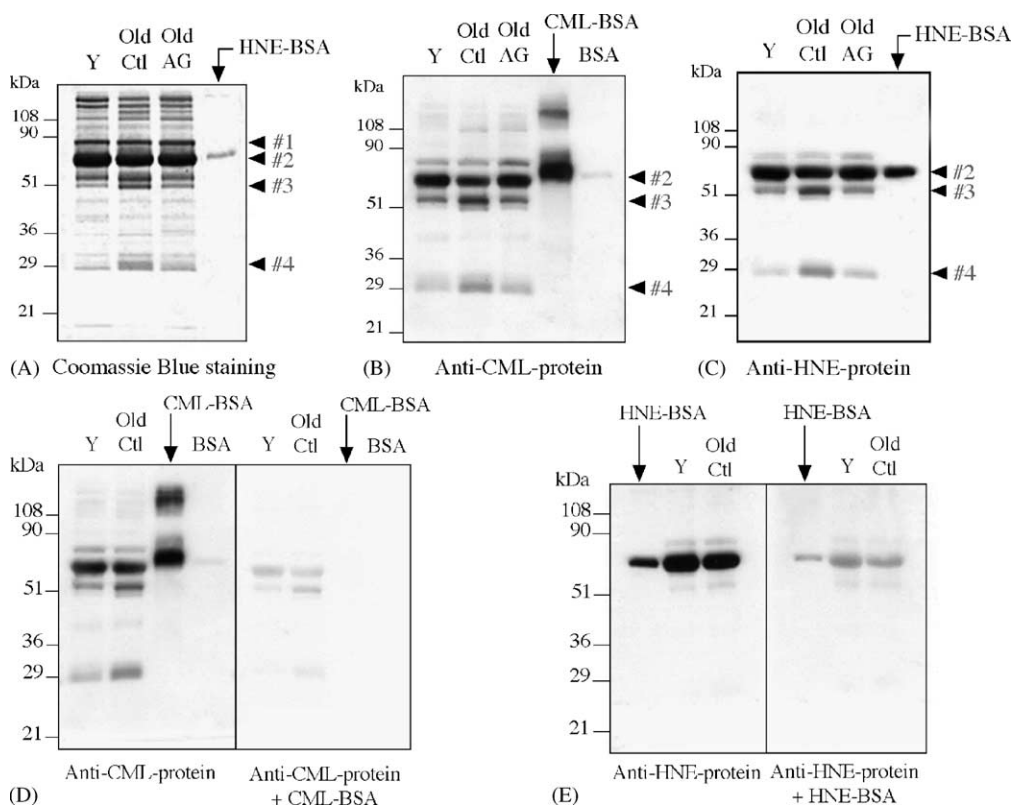 Old Old
Y Ctl AG HNE-BSA
kDa
108
90
51
36
29
21
#1
#2
#3
#4
(A) Coomassie Blue staining
CML-BSA
Old Old
Y Ctl AG BSA
kDa
108
90
51
36
29
21
#2
#3
#4
(B) Anti-CML-protein
Old Old HNE-BSA
Y Ctl AG
kDa
108
90
51
36
29
21
#2
#3
#4
(C) Anti-HNE-protein
CML-BSA CML-BSA
Old Old
Y Ctl BSA Y Ctl BSA
kDa
108
90
51
36
29
21
Anti-CML-protein Anti-CML-protein
(D) + CML-BSA
HNE-BSA HNE-BSA
Old Old
Y Ctl Y Ctl
kDa
108
90
51
36
29
21
Anti-HNE-protein Anti-HNE-protein
(E) + HNE-BSA